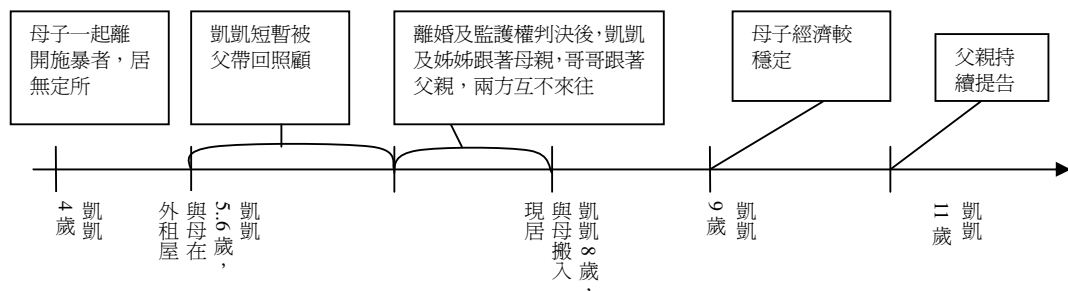 母子一起離
開施暴者，居
無定所
凱凱短暫被
父帶回照顧
離婚及監護權判決後，凱凱
及姊姊跟著母親，哥哥跟著
父親，兩方互不來往
母子經濟較
穩定
父親持
續提告
凱凱
4歲
凱凱
5..6歲，
與母在
外租屋
凱凱8歲，
與母搬入
現居
凱凱
9歲
凱凱
11歲